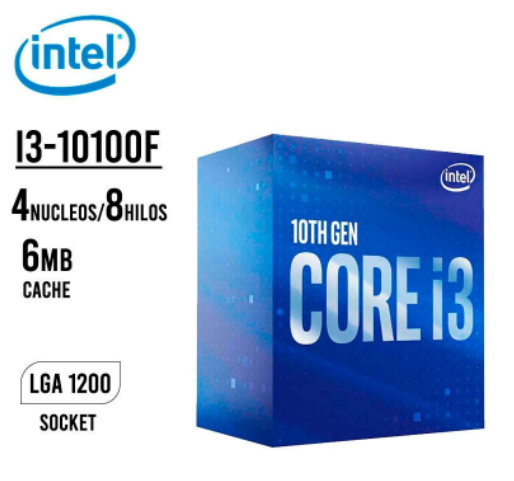 intel
I3-10100F
4NUCLEOS/8HILOS
6MB
CACHE
LGA 1200
SOCKET
intel
10TH GEN
CORE i3